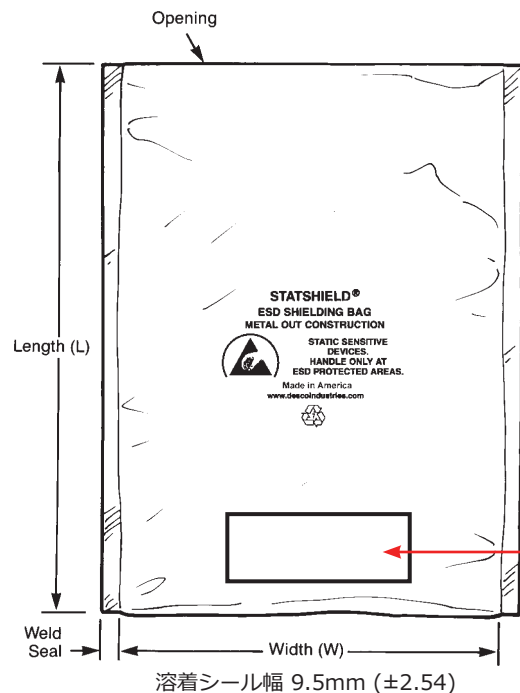 Opening
Length (L)
STATSHIELD®
ESD SHIELDING BAG
METAL OUT CONSTRUCTION
STATIC SENSITIVE
DEVICES.
HANDLE ONLY AT
ESD PROTECTED AREAS.
Made in America
www.descoindustries.com
Weld
Seal
Width (W)
溶着シール幅 9.5mm (±2.54)